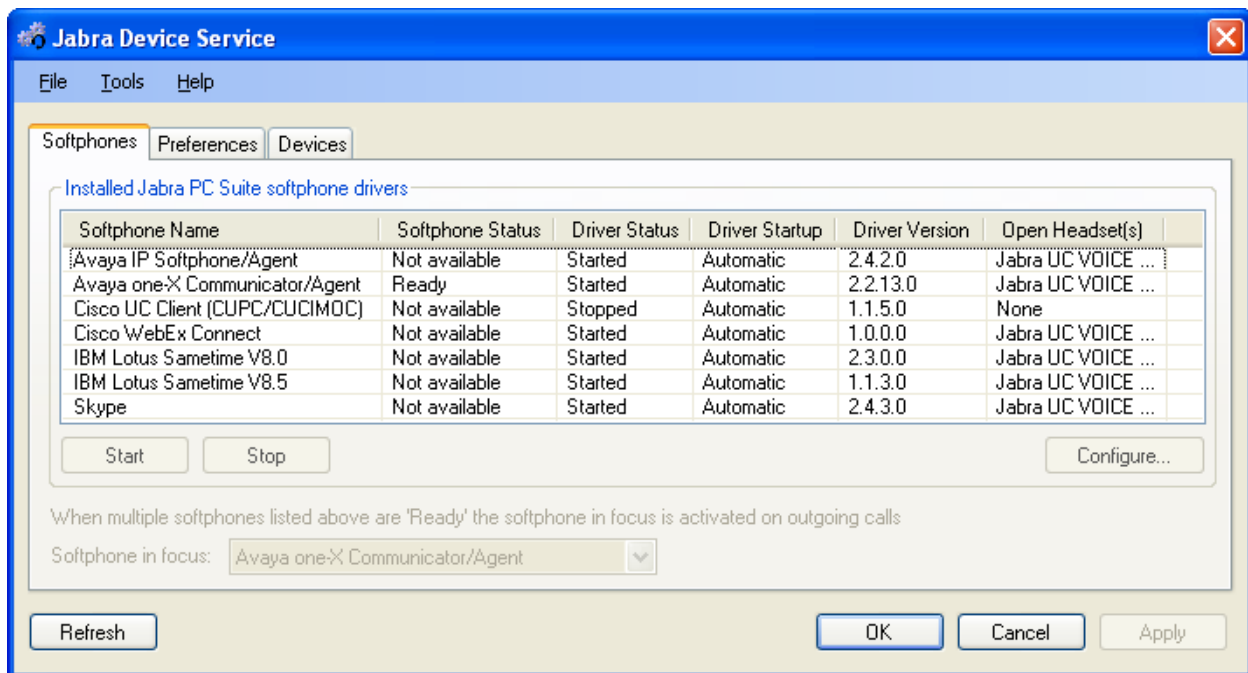 Jabra Device Service
File Tools Help
Softphones Preferences Devices
Installed Jabra PC Suite softphone drivers
Softphone Name Softphone Status Driver Status Driver Startup Driver Version Open Headset(s)
Avaya IP Softphone/Agent Not available Started Automatic 2.4.2.0 Jabra UC VOICE ...
Avaya one-X Communicator/Agent Ready Started Automatic 2.2.13.0 Jabra UC VOICE ...
Cisco UC Client (CUPC/CUCIMOC) Not available Stopped Automatic 1.1.5.0 None
Cisco WebEx Connect Not available Started Automatic 1.0.0.0 Jabra UC VOICE ...
IBM Lotus Sametime V8.0 Not available Started Automatic 2.3.0.0 Jabra UC VOICE ...
IBM Lotus Sametime V8.5 Not available Started Automatic 1.1.3.0 Jabra UC VOICE ...
Skype Not available Started Automatic 2.4.3.0 Jabra UC VOICE ...
Start Stop Configure...
When multiple softphones listed above are 'Ready' the softphone in focus is activated on outgoing calls
Softphone in focus: Avaya one-X Communicator/Agent
Refresh OK Cancel Apply